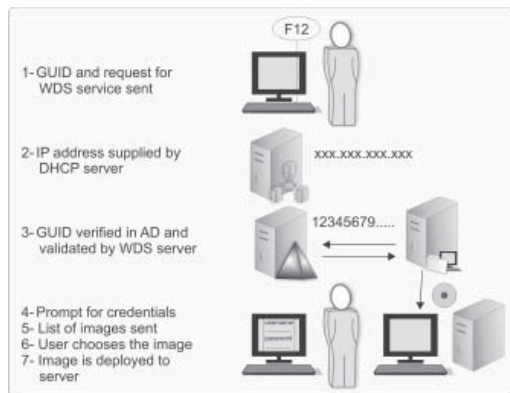 F12
1- GUID and request for
WDS service sent
2- IP address supplied by
DHCP server
xxx.xxx.xxx.xxx
3- GUID verified in AD and
validated by WDS server
12345679.....
4- Prompt for credentials
5- List of images sent
6- User chooses the image
7- Image is deployed to
server
username
password